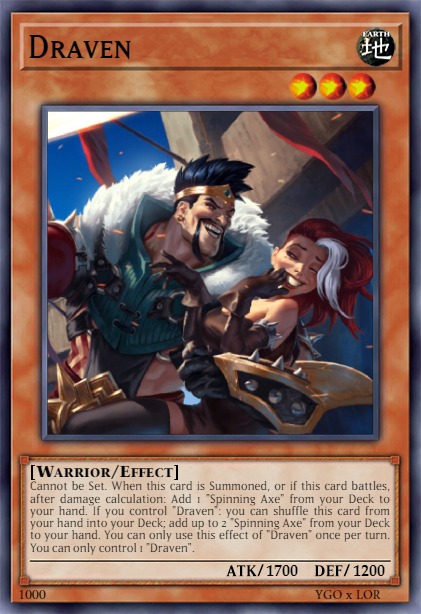 Draven
EARTH
地
[Warrior/Effect]
Cannot be Set. When this card is Summoned, or if this card battles,
after damage calculation: Add 1 "Spinning Axe" from your Deck to
your hand. If you control "Draven": you can shuffle this card from
your hand into your Deck; add up to 2 "Spinning Axe" from your Deck
to your hand. You can only use this effect of "Draven" once per turn.
You can only control 1 "Draven".
ATK/1700 DEF/1200
1000 YGO x LOR